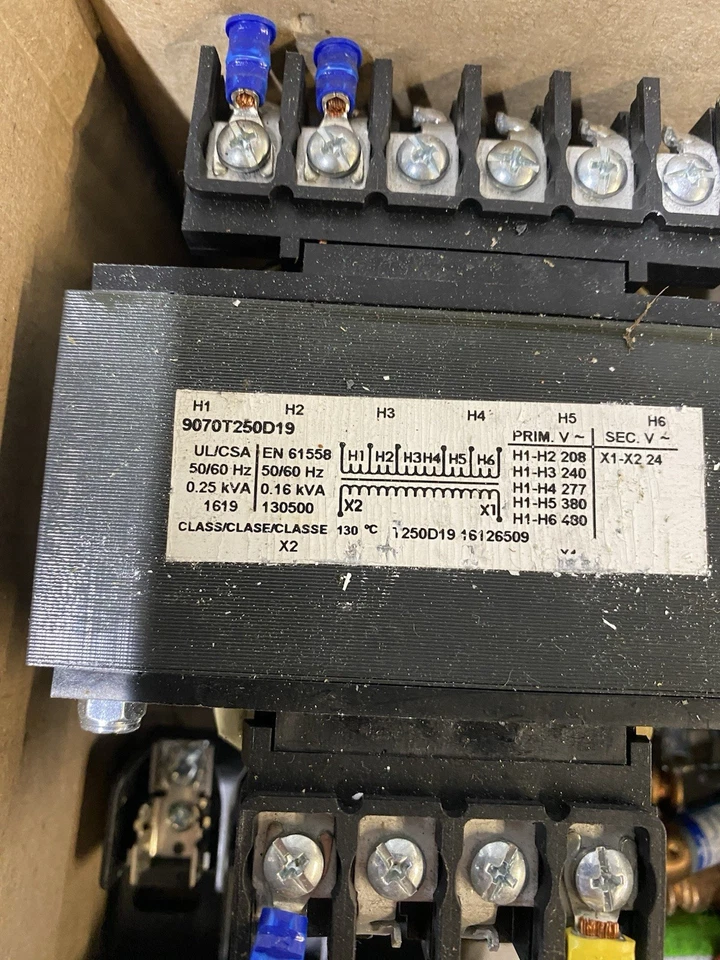 H1 H2 H3 H4 H5 H6
9070T250D19
UL/CSA EN 61558
50/60 Hz 50/60 Hz
0.25 kVA 0.16 kVA
1619 130500
CLASS/CLASE/CLASSE 130 °C T250D19 16126509
X2
H1 H2 H3 H4 H5 H6
X2 X1
PRIM. V ~ SEC. V ~
H1-H2 208 X1-X2 24
H1-H3 240
H1-H4 277
H1-H5 380
H1-H6 480